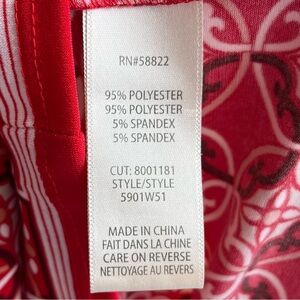 RN#58822
95% POLYESTER
95% POLYESTER
5% SPANDEX
5% SPANDEX
CUT: 8001181
STYLE/STYLE
5901W51
MADE IN CHINA
FAIT DANS LA CHINE
CARE ON REVERSE
NETTOYAGE AU REVERS